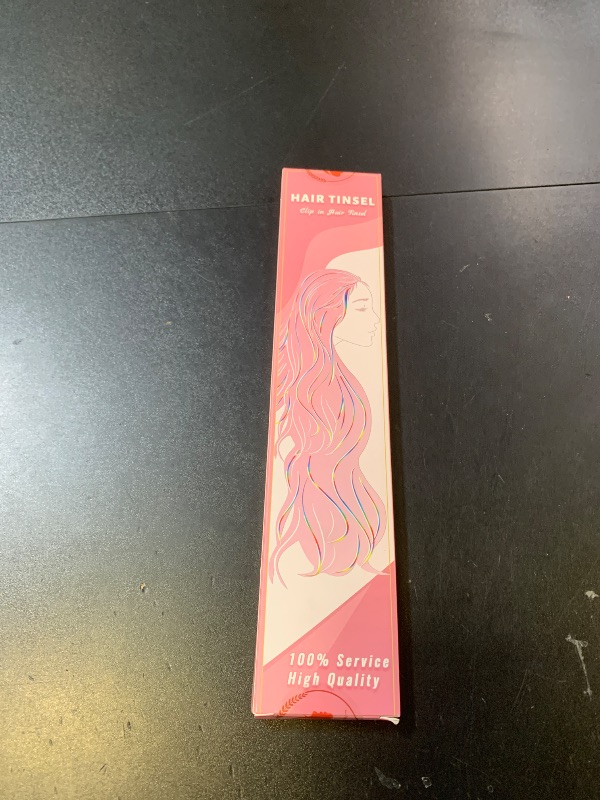 HAIR TINSEL
Clip in Hair Tinsel
100% Service
High Quality